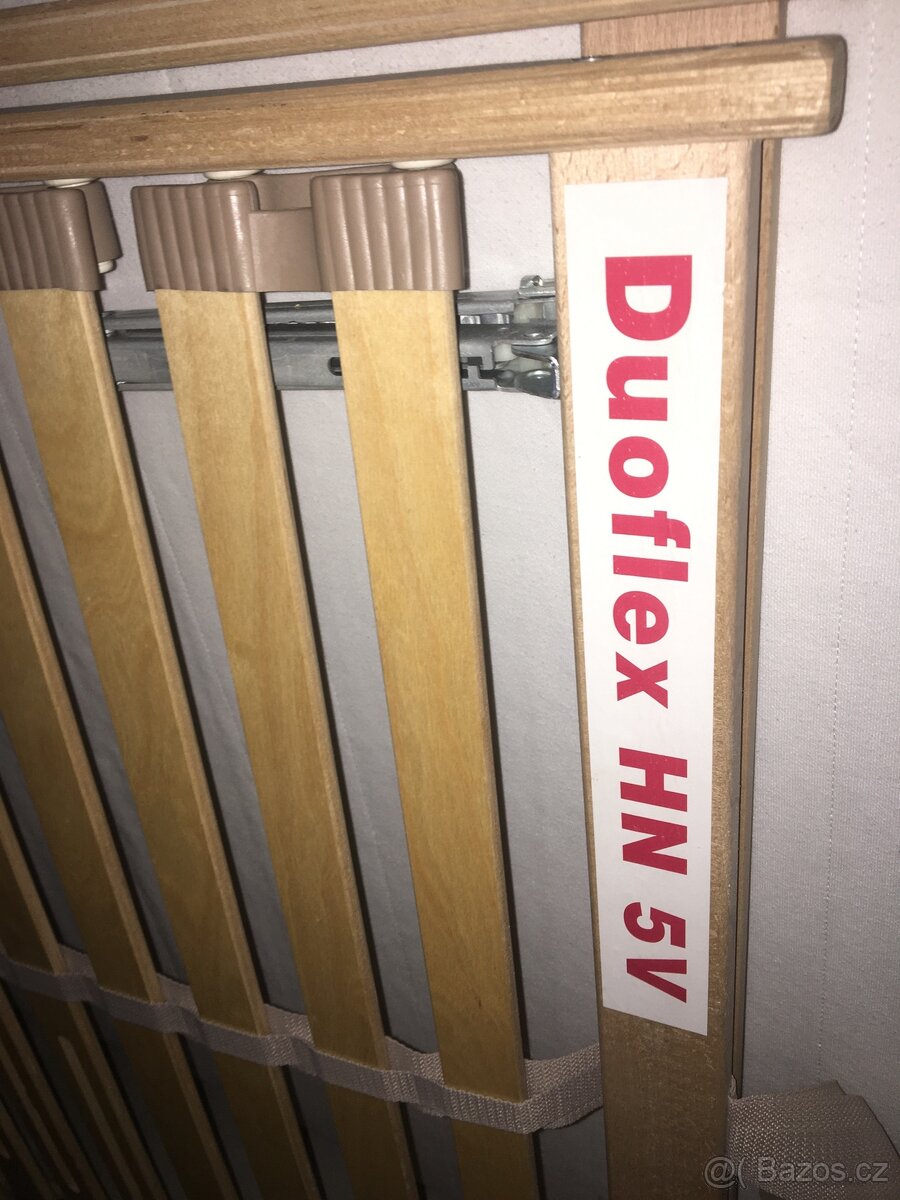 Duoflex HN 5V
@( Bazos.cz